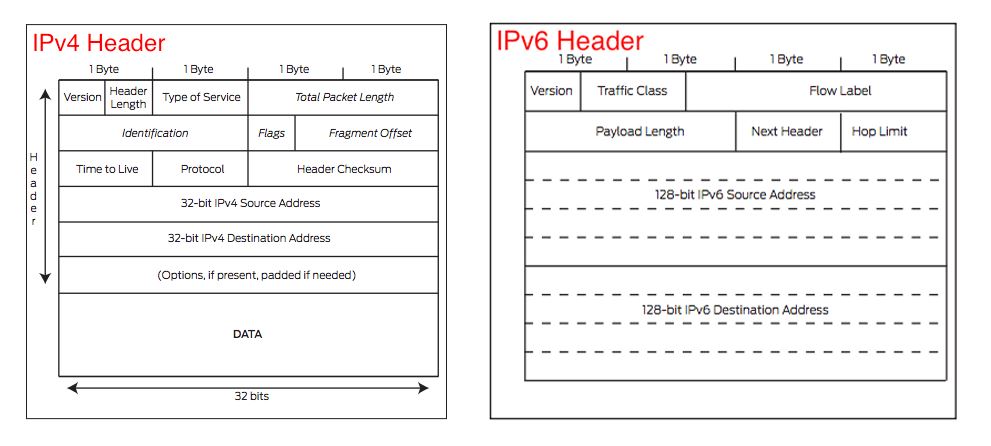 IPv4 Header
1 Byte 1 Byte 1 Byte 1 Byte
Version Header Length Type of Service Total Packet Length
Identification Flags Fragment Offset
Time to Live Protocol Header Checksum
32-bit IPv4 Source Address
32-bit IPv4 Destination Address
(Options, if present, padded if needed)
DATA
32 bits
Header
IPv6 Header
1 Byte 1 Byte 1 Byte 1 Byte
Version Traffic Class Flow Label
Payload Length Next Header Hop Limit
128-bit IPv6 Source Address
128-bit IPv6 Destination Address